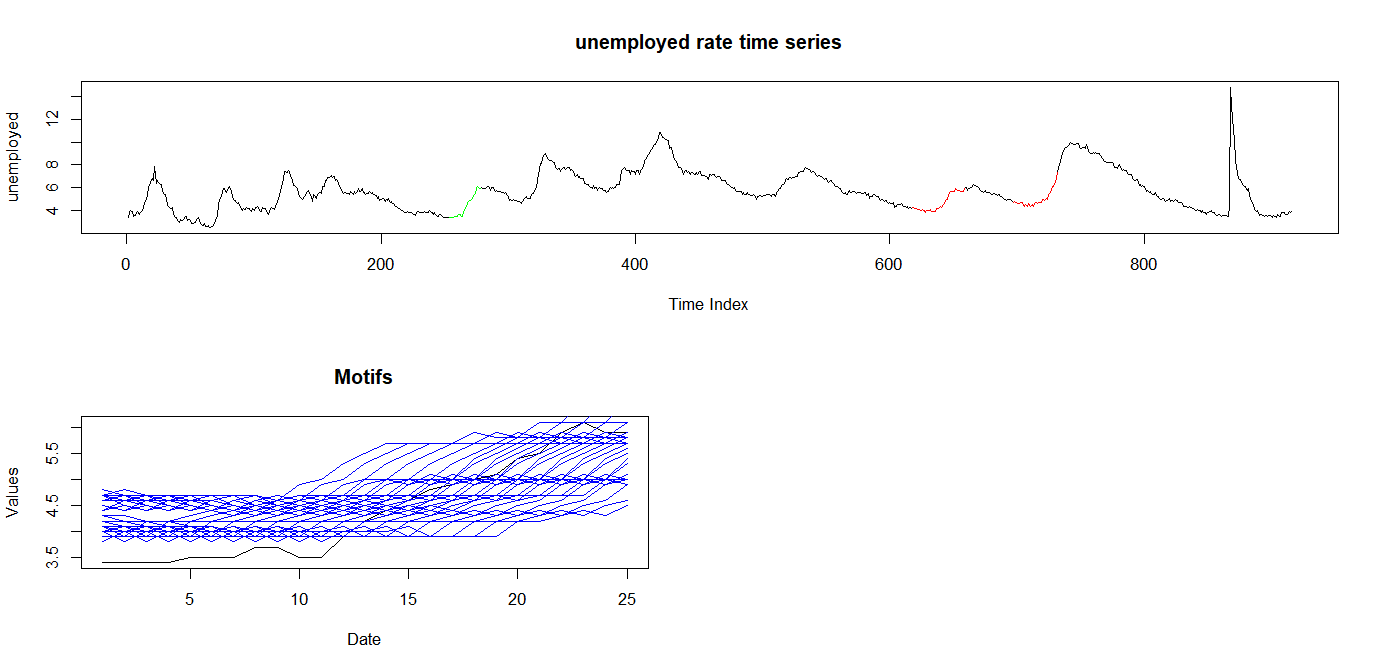 unemployed rate time series
unemployed
4 6 8 12
0 200 400 600 800
Time Index
Motifs
Values
3.5 4.5 5.5
5 10 15 20 25
Date